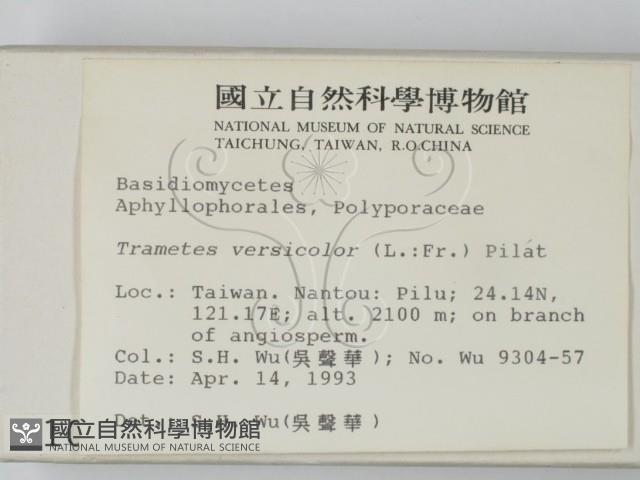 國立自然科學博物館
NATIONAL MUSEUM OF NATURAL SCIENCE
TAICHUNG, TAIWAN, R.O.CHINA
Basidiomycetes
Aphyllophorales, Polyporaceae
Trametes versicolor (L.:Fr.) Pilát
Loc.: Taiwan. Nantou: Pilu; 24.14N,
121.17E; alt. 2100 m; on branch
of angiosperm.
Col.: S.H. Wu(吳聲華); No. Wu 9304-57
Date: Apr. 14, 1993
Det.: S.H. Wu(吳聲華)
國立自然科學博物館
NATIONAL MUSEUM OF NATURAL SCIENCE